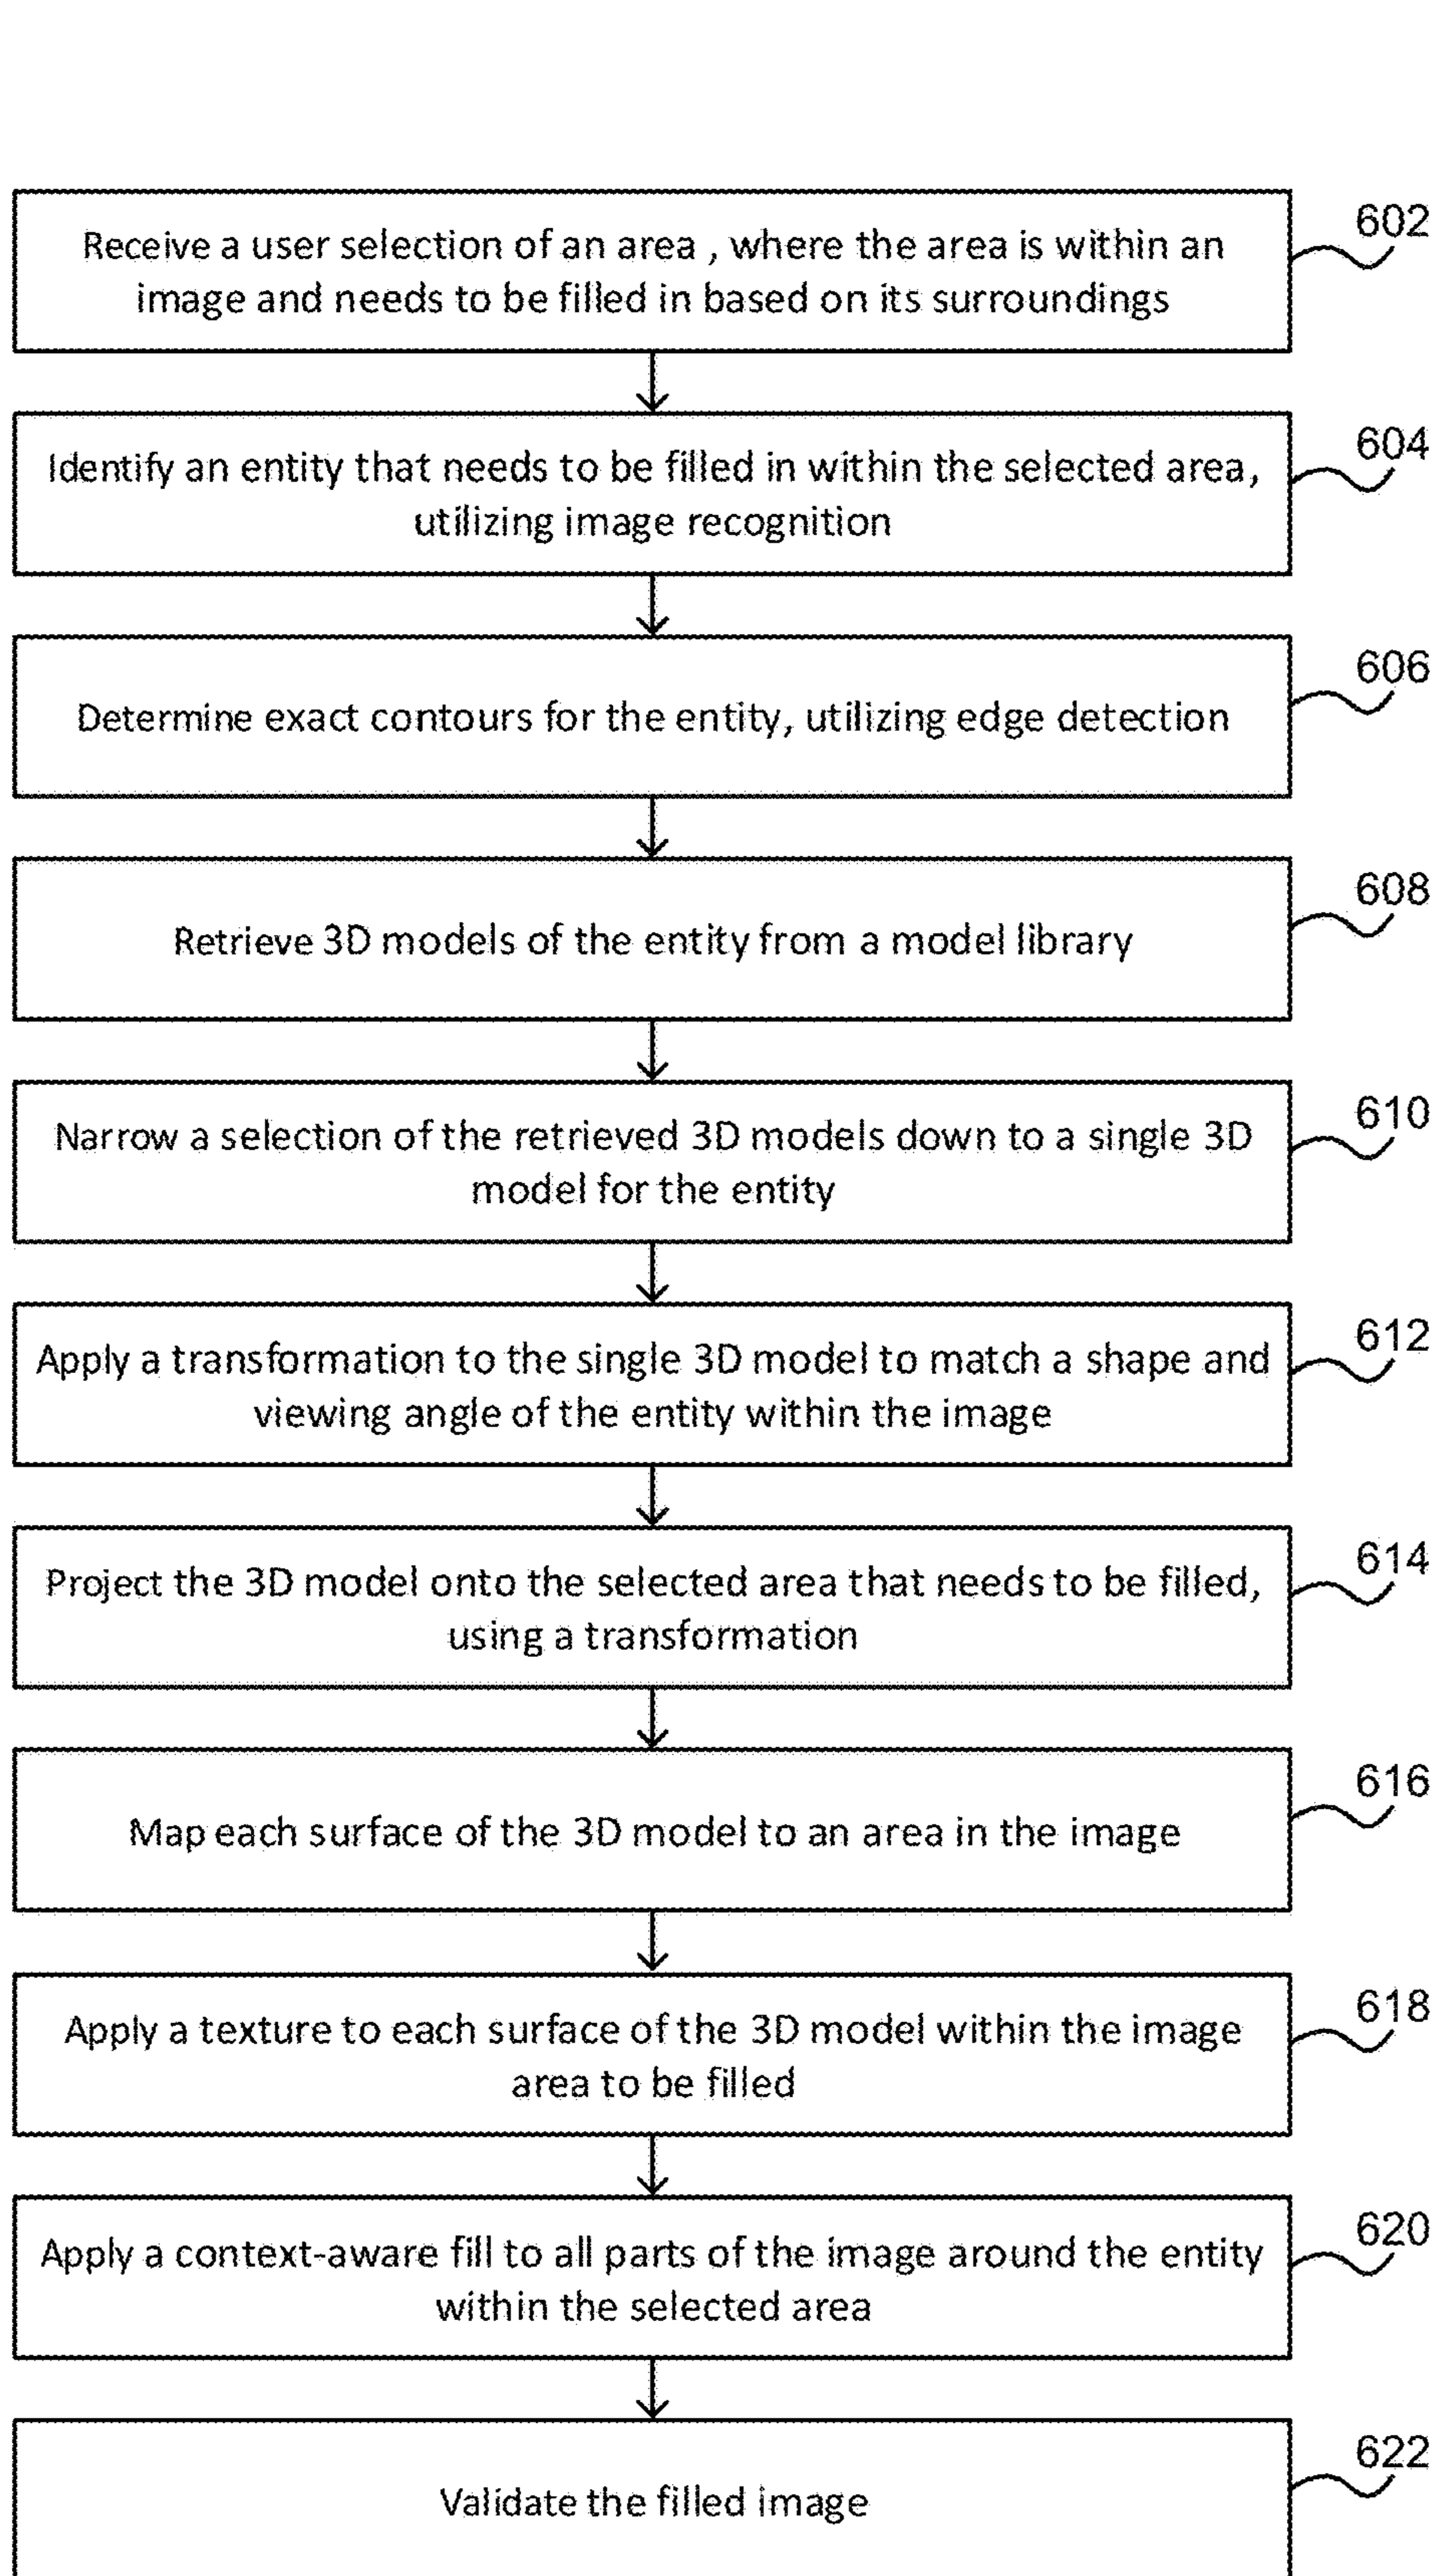 602
Receive a user selection of an area , where the area is within an
image and needs to be filled in based on its surroundings
604
Identify an entity that needs to be filled in within the selected area,
utilizing image recognition
606
Determine exact contours for the entity, utilizing edge detection
608
Retrieve 3D models of the entity from a model library
610
Narrow a selection of the retrieved 3D models down to a single 3D
model for the entity
612
Apply a transformation to the single 3D model to match a shape and
viewing angle of the entity within the image
614
Project the 3D model onto the selected area that needs to be filled,
using a transformation
616
Map each surface of the 3D model to an area in the image
618
Apply a texture to each surface of the 3D model within the image
area to be filled
620
Apply a context-aware fill to all parts of the image around the entity
within the selected area
622
Validate the filled image